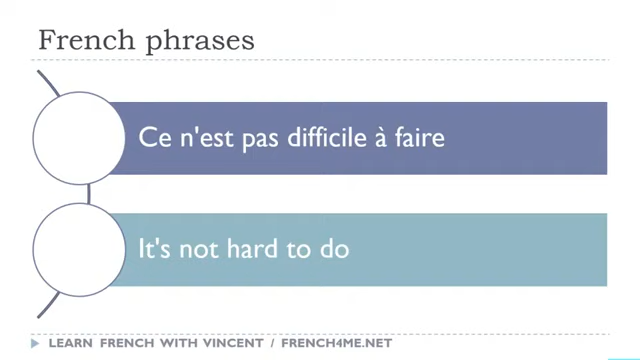 French phrases
Ce n'est pas difficile à faire
It's not hard to do
LEARN FRENCH WITH VINCENT / FRENCH4ME.NET